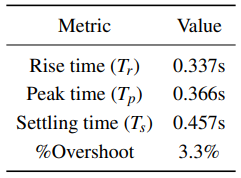 Metric Value
Rise time (Tr) 0.337s
Peak time (Tp) 0.366s
Settling time (Ts) 0.457s
%Overshoot 3.3%